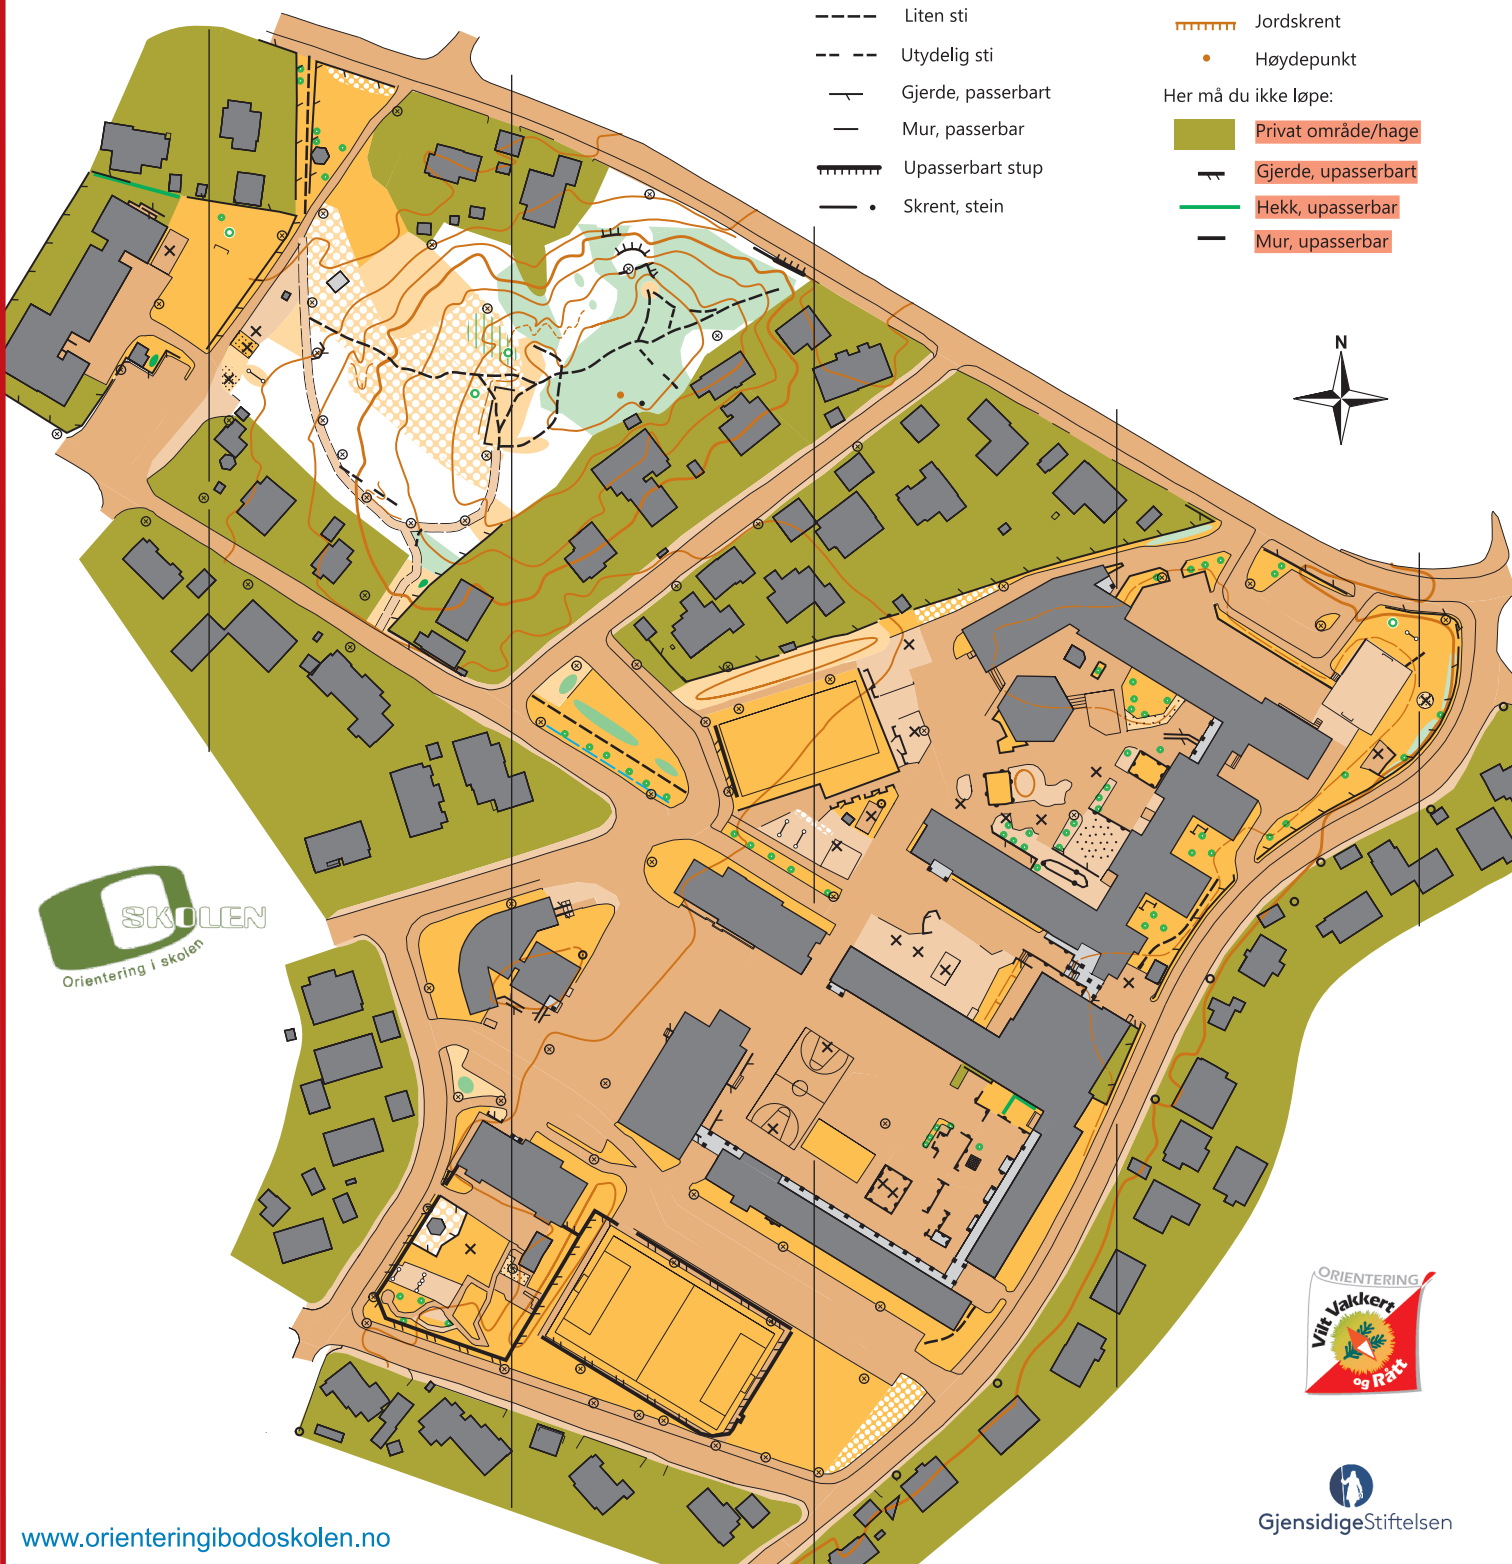 Liten sti
Utydelig sti
Gjerde, passerbart
Mur, passerbar
Upasserbart stup
Skrent, stein
Jordskrent
Høydepunkt
Her må du ikke løpe:
Privat område/hage
Gjerde, upasserbart
Hekk, upasserbar
Mur, upasserbar
N
SKOLEN
Orientering i skolen
ORIENTERING
Vilt Vakkert
og Rått
GjensidigeStiftelsen
www.orienteringibodoskolen.no